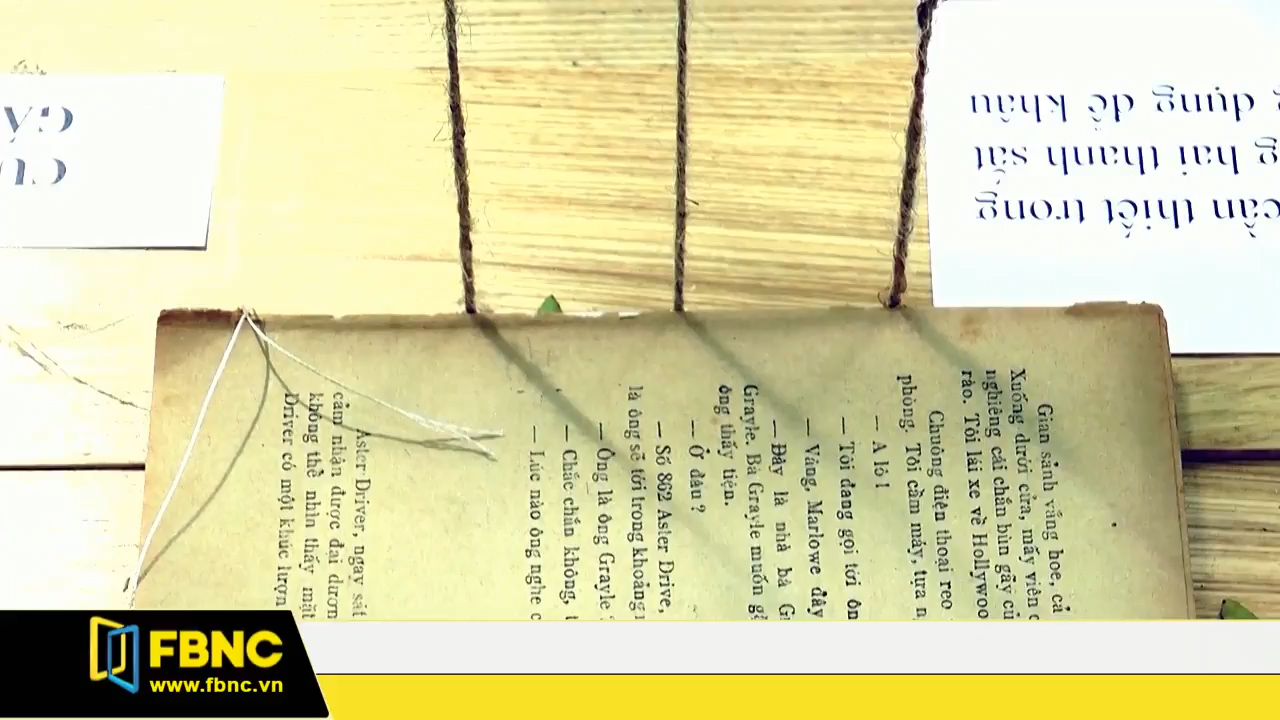 cần thiết trong
hai thanh sắt
dụng để khâu
Gian sảnh vắng hoe, cả
Xuống dưới cửa, mấy viên
nghiêng cái chắn bùn gãy
rào. Tôi lái xe về Hollywoo
Chuông điện thoại reo
phòng. Tôi cầm máy, tựa
— A lô !
— Tôi đang gọi tới
— Vâng, Marlowe đây
— Đây là nhà bà
Grayle. Bà Grayle muốn
ông thấy tiện.
— Ở đâu ?
— Số 862 Aster Drive,
là ông sẽ tới trong khoảng
— Ông là ông Grayle
— Chắc chắn không,
— Lúc nào ông nghe
Aster Driver, ngay sát
cảm nhận được đại dươn
không thể nhìn thấy mặt
Driver có một khúc lượn
FBNC
www.fbnc.vn